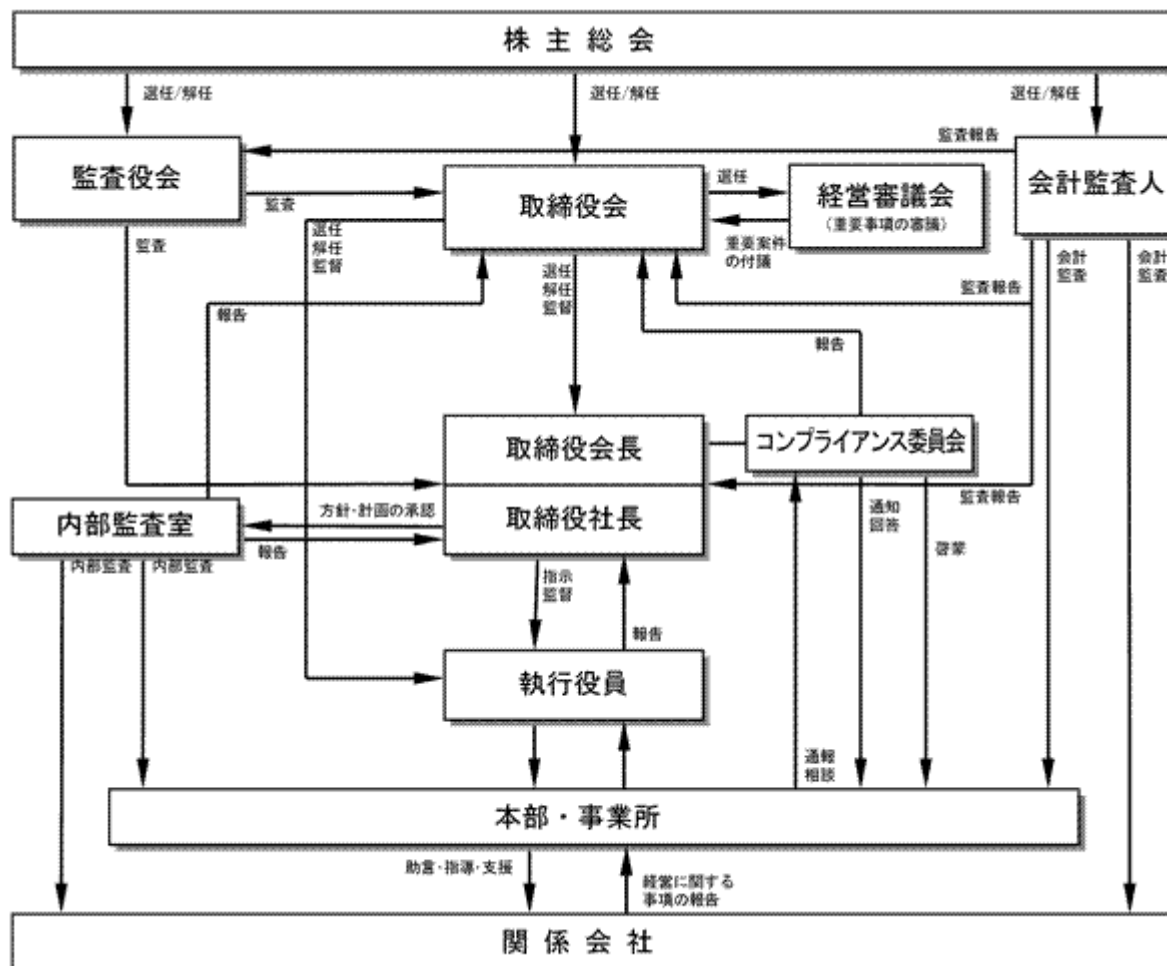 株主総会
選任/解任
選任/解任
選任/解任
監査報告
監査役会
監査
取締役会
選任
経営審議会
(重要事項の審議)
会計監査人
重要案件
の付議
選任
解任
監督
監査
選任
解任
監督
会計
監査
会計
監査
監査報告
報告
報告
取締役会長
コンプライアンス委員会
取締役社長
監査報告
内部監査室
方針・計画の承認
報告
通知
回答
啓蒙
内部監査
内部監査
指示
監督
報告
執行役員
通報
相談
本部・事業所
助言・指導・支援
経営に関する
事項の報告
関係会社